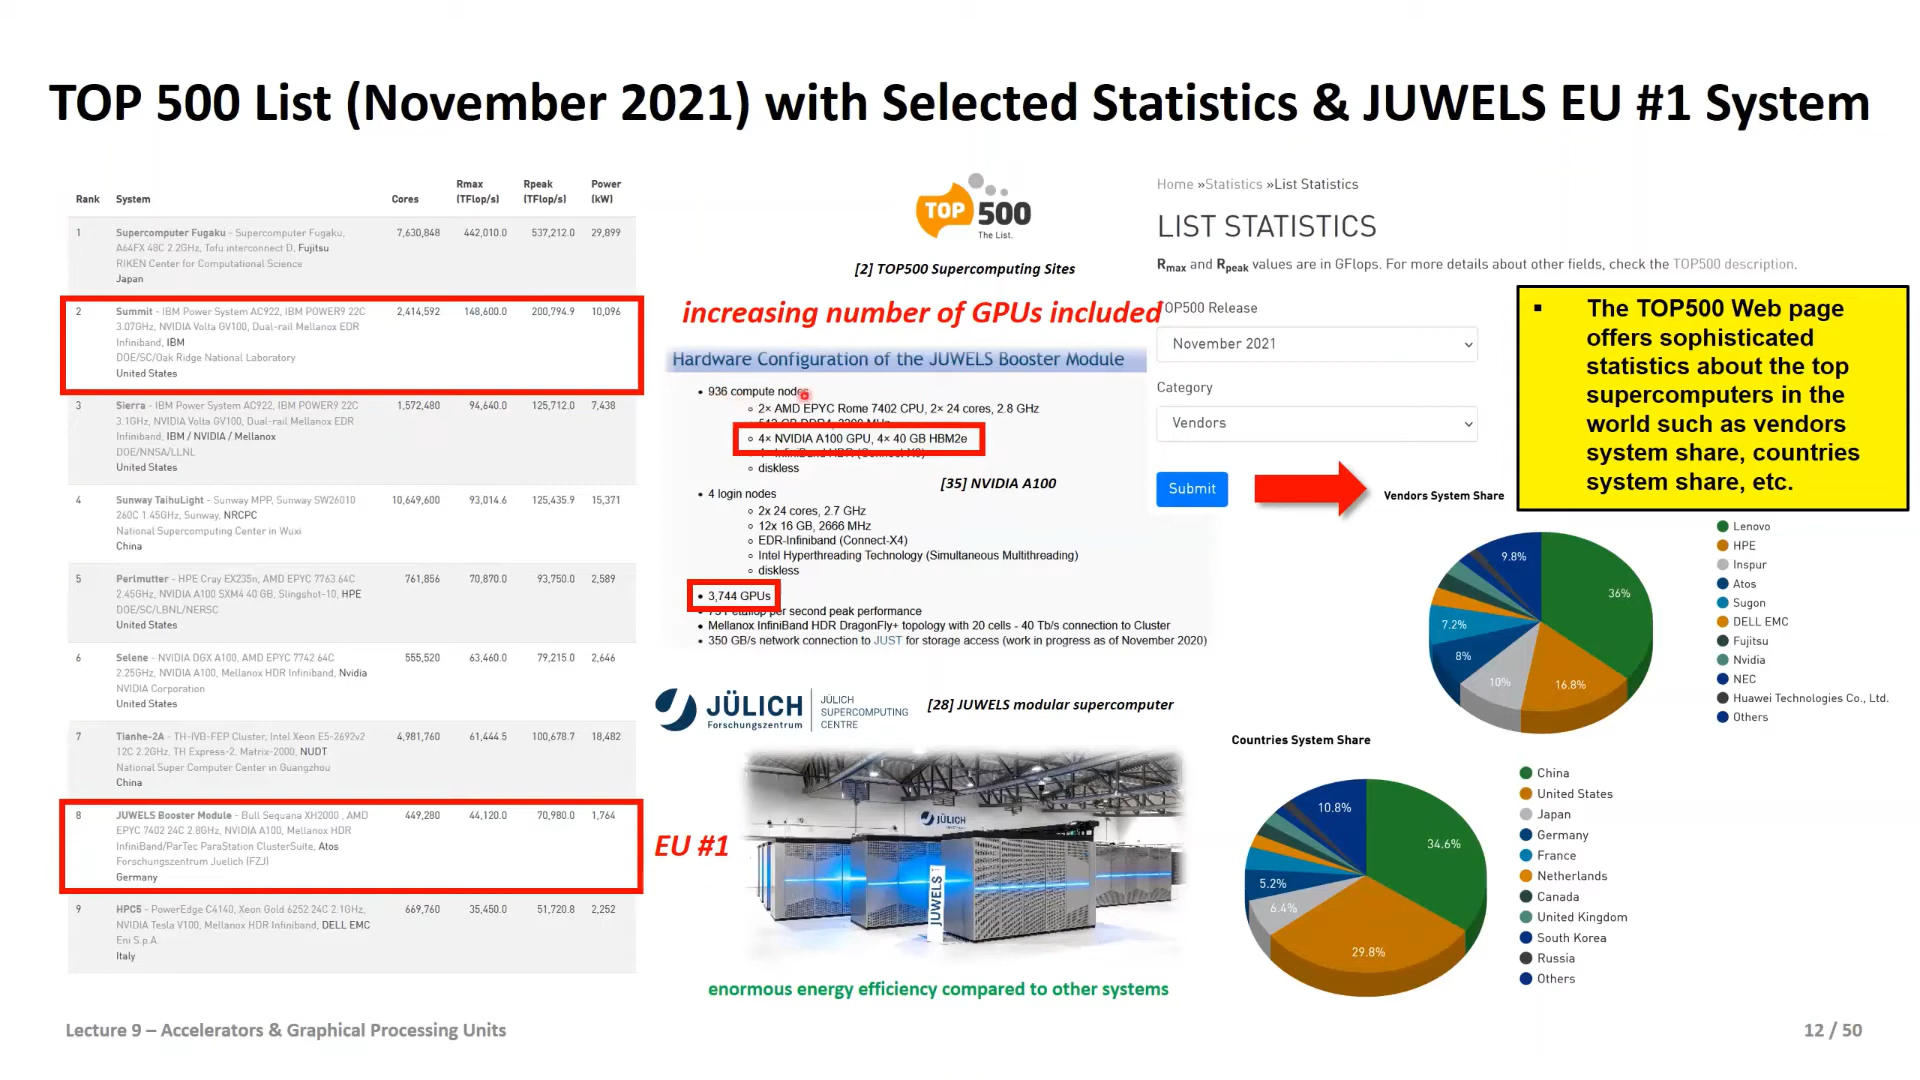 TOP 500 List (November 2021) with Selected Statistics & JUWELS EU #1 System
Rank System Cores Rmax (TFlop/s) Rpeak (TFlop/s) Power (kW)
1 Supercomputer Fugaku - Supercomputer Fugaku, 7,630,848 442,010.0 537,212.0 29,899
A64FX 48C 2.2GHz, Tofu interconnect D, Fujitsu
RIKEN Center for Computational Science
Japan
2 Summit - IBM Power System AC922, IBM POWER9 22C 2,414,592 148,600.0 200,794.9 10,096
3.07GHz, NVIDIA Volta GV100, Dual-rail Mellanox EDR
Infiniband, IBM
DOE/SC/Oak Ridge National Laboratory
United States
3 Sierra - IBM Power System AC922, IBM POWER9 22C 1,572,480 94,640.0 125,712.0 7,438
3.1GHz, NVIDIA Volta GV100, Dual-rail Mellanox EDR
Infiniband, IBM / NVIDIA / Mellanox
DOE/NNSA/LLNL
United States
4 Sunway TaihuLight - Sunway MPP, Sunway SW26010 10,649,600 93,014.6 125,435.9 15,371
260C 1.45GHz, Sunway, NRCPC
National Supercomputing Center in Wuxi
China
5 Perlmutter - HPE Cray EX235n, AMD EPYC 7763 64C 761,856 70,870.0 93,750.0 2,589
2.45GHz, NVIDIA A100 SXM4 40 GB, Slingshot-10, HPE
DOE/SC/LBNL/NERSC
United States
6 Selene - NVIDIA DGX A100, AMD EPYC 7742 64C 555,520 63,460.0 79,215.0 2,646
2.25GHz, NVIDIA A100, Mellanox HDR Infiniband, Nvidia
NVIDIA Corporation
United States
7 Tianhe-2A - TH-IVB-FEP Cluster, Intel Xeon E5-2692v2 4,981,760 61,444.5 100,678.7 18,482
12C 2.2GHz, TH Express-2, Matrix-2000, NUDT
National Super Computer Center in Guangzhou
China
8 JUWELS Booster Module - Bull Sequana XH2000 , AMD 449,280 44,120.0 70,980.0 1,764
EPYC 7402 24C 2.8GHz, NVIDIA A100, Mellanox HDR
InfiniBand/ParTec ParaStation ClusterSuite, Atos
Forschungszentrum Juelich (FZJ)
Germany
9 HPC5 - PowerEdge C4140, Xeon Gold 6252 24C 2.1GHz, 669,760 35,450.0 51,720.8 2,252
NVIDIA Tesla V100, Mellanox HDR Infiniband, DELL EMC
Eni S.p.A.
Italy
TOP 500
The List.
[2] TOP500 Supercomputing Sites
increasing number of GPUs included
Hardware Configuration of the JUWELS Booster Module
• 936 compute nodes
2× AMD EPYC Rome 7402 CPU, 2× 24 cores, 2.8 GHz
4× NVIDIA A100 GPU, 4× 40 GB HBM2e
diskless
[35] NVIDIA A100
• 4 login nodes
2x 24 cores, 2.7 GHz
12x 16 GB, 2666 MHz
EDR-Infiniband (Connect-X4)
Intel Hyperthreading Technology (Simultaneous Multithreading)
diskless
• 3,744 GPUs
per second peak performance
• Mellanox InfiniBand HDR DragonFly+ topology with 20 cells - 40 Tb/s connection to Cluster
• 350 GB/s network connection to JUST for storage access (work in progress as of November 2020)
JÜLICH
Forschungszentrum
JÜLICH
SUPERCOMPUTING
CENTRE
[28] JUWELS modular supercomputer
EU #1
JÜLICH
JUWELS
enormous energy efficiency compared to other systems
Home »Statistics »List Statistics
LIST STATISTICS
Rmax and Rpeak values are in GFlops. For more details about other fields, check the TOP500 description.
TOP500 Release
November 2021
Category
Vendors
Submit
▪ The TOP500 Web page
offers sophisticated
statistics about the top
supercomputers in the
world such as vendors
system share, countries
system share, etc.
Vendors System Share
9.8%
36%
7.2%
8%
10%
16.8%
Lenovo
HPE
Inspur
Atos
Sugon
DELL EMC
Fujitsu
Nvidia
NEC
Huawei Technologies Co., Ltd.
Others
Countries System Share
10.8%
34.6%
5.2%
6.4%
29.8%
China
United States
Japan
Germany
France
Netherlands
Canada
United Kingdom
South Korea
Russia
Others
Lecture 9 – Accelerators & Graphical Processing Units
12 / 50